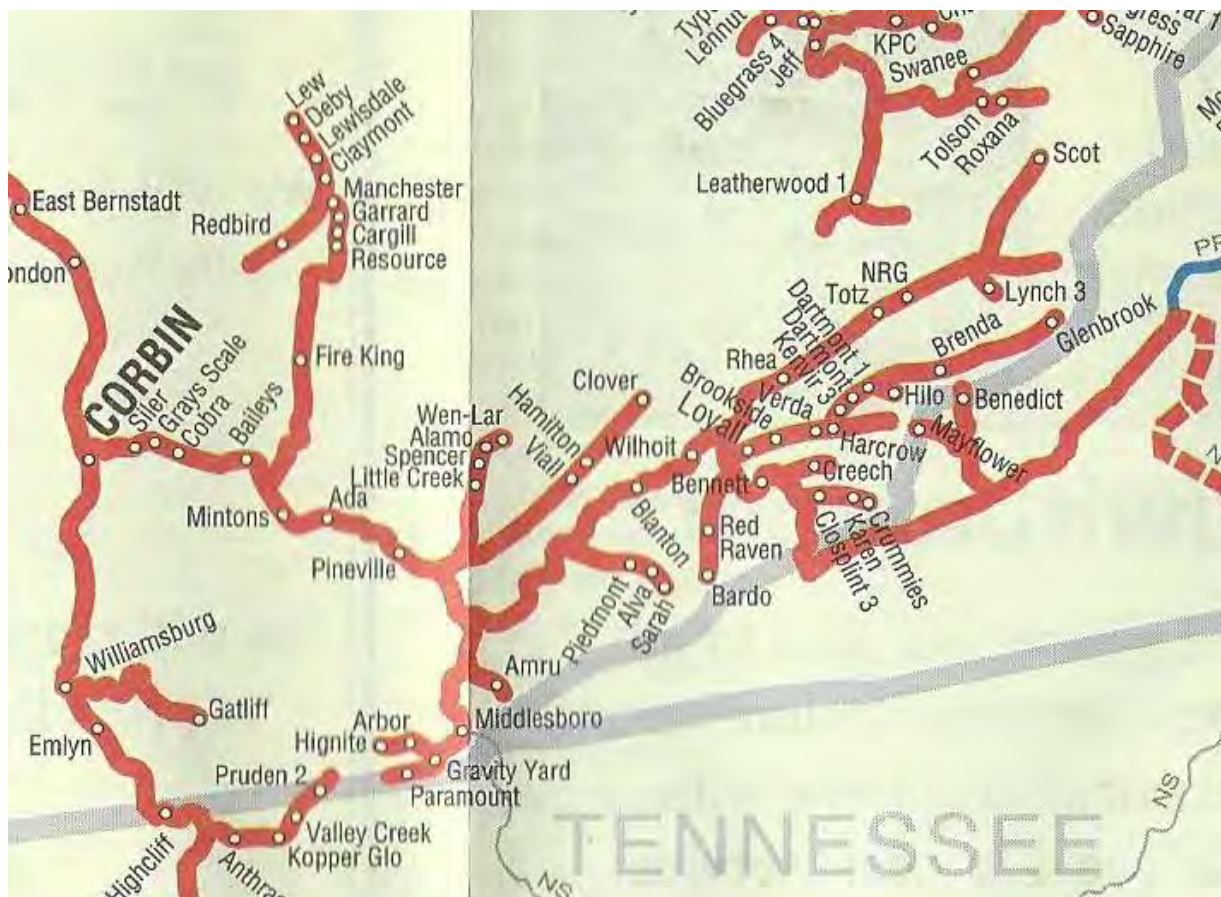 Lennut
Bluegrass 4
Jeff
KPC
Swanee
Sapphire
Tolson
Roxana
Scot
Leatherwood 1
Lew
Deby
Lewisdale
Claymont
Manchester
Garrard
Cargill
Resource
Redbird
East Bernstadt
CORBIN
Siler
Grays Scale
Cobra
Baileys
Fire King
NRG
Totz
Lynch 3
Glenbrook
Brenda
Dartmont 1
Dartmont
Kenvir 3
Rhea
Verda
Brookside
Loyall
Hilo
Benedict
Mayflower
Harcrow
Creech
Clover
Hamilton
Viall
Wilhoit
Bennett
Wen-Lar
Alamo
Spencer
Little Creek
Mintons
Ada
Pineville
Blanton
Red
Raven
Bardo
Closplint 3
Karen
Crummies
Piedmont
Alva
Sarah
Amru
Williamsburg
Gatliff
Emlyn
Arbor
Hignite
Middlesboro
Gravity Yard
Paramount
Pruden 2
Valley Creek
Kopper Glo
Highcliff
TENNESSEE
NS
NS